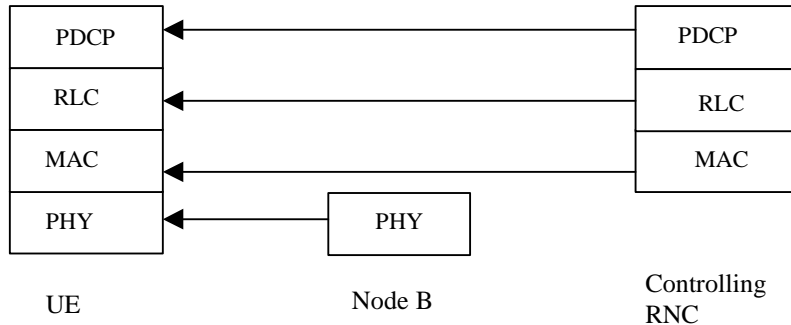 PDCP
PDCP
RLC
RLC
MAC
MAC
PHY
PHY
UE
Node B
Controlling
RNC